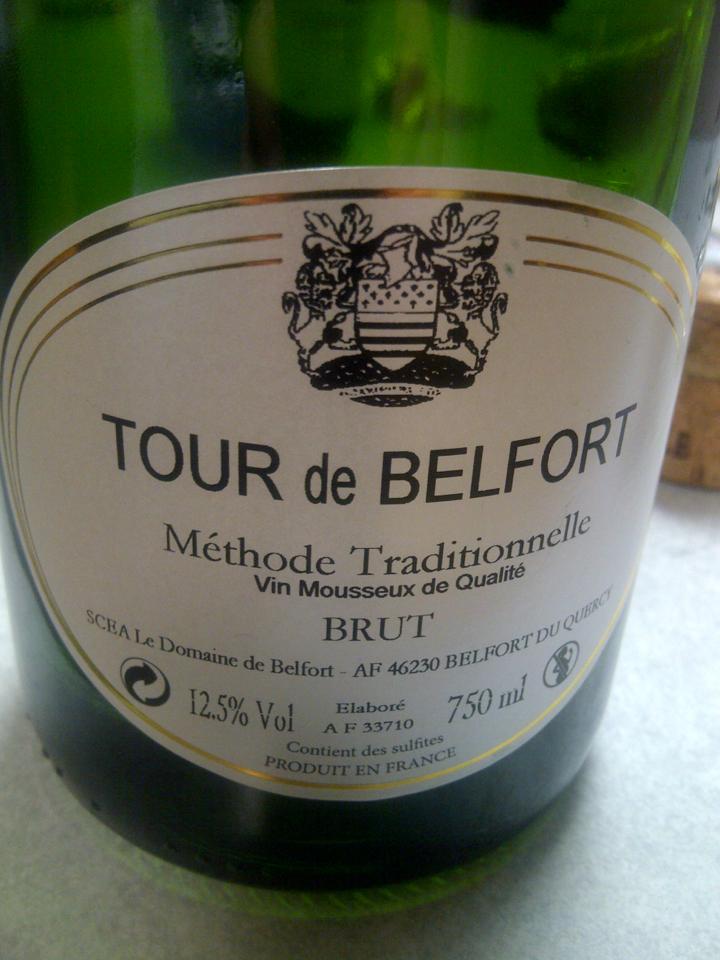 TOUR de BELFORT
Méthode Traditionnelle
Vin Mousseux de Qualité
BRUT
SCEA Le Domaine de Belfort - AF 46230 BELFORT DU QUERCY
12.5% Vol
Elaboré
A F 33710
750 ml
Contient des sulfites
PRODUIT EN FRANCE